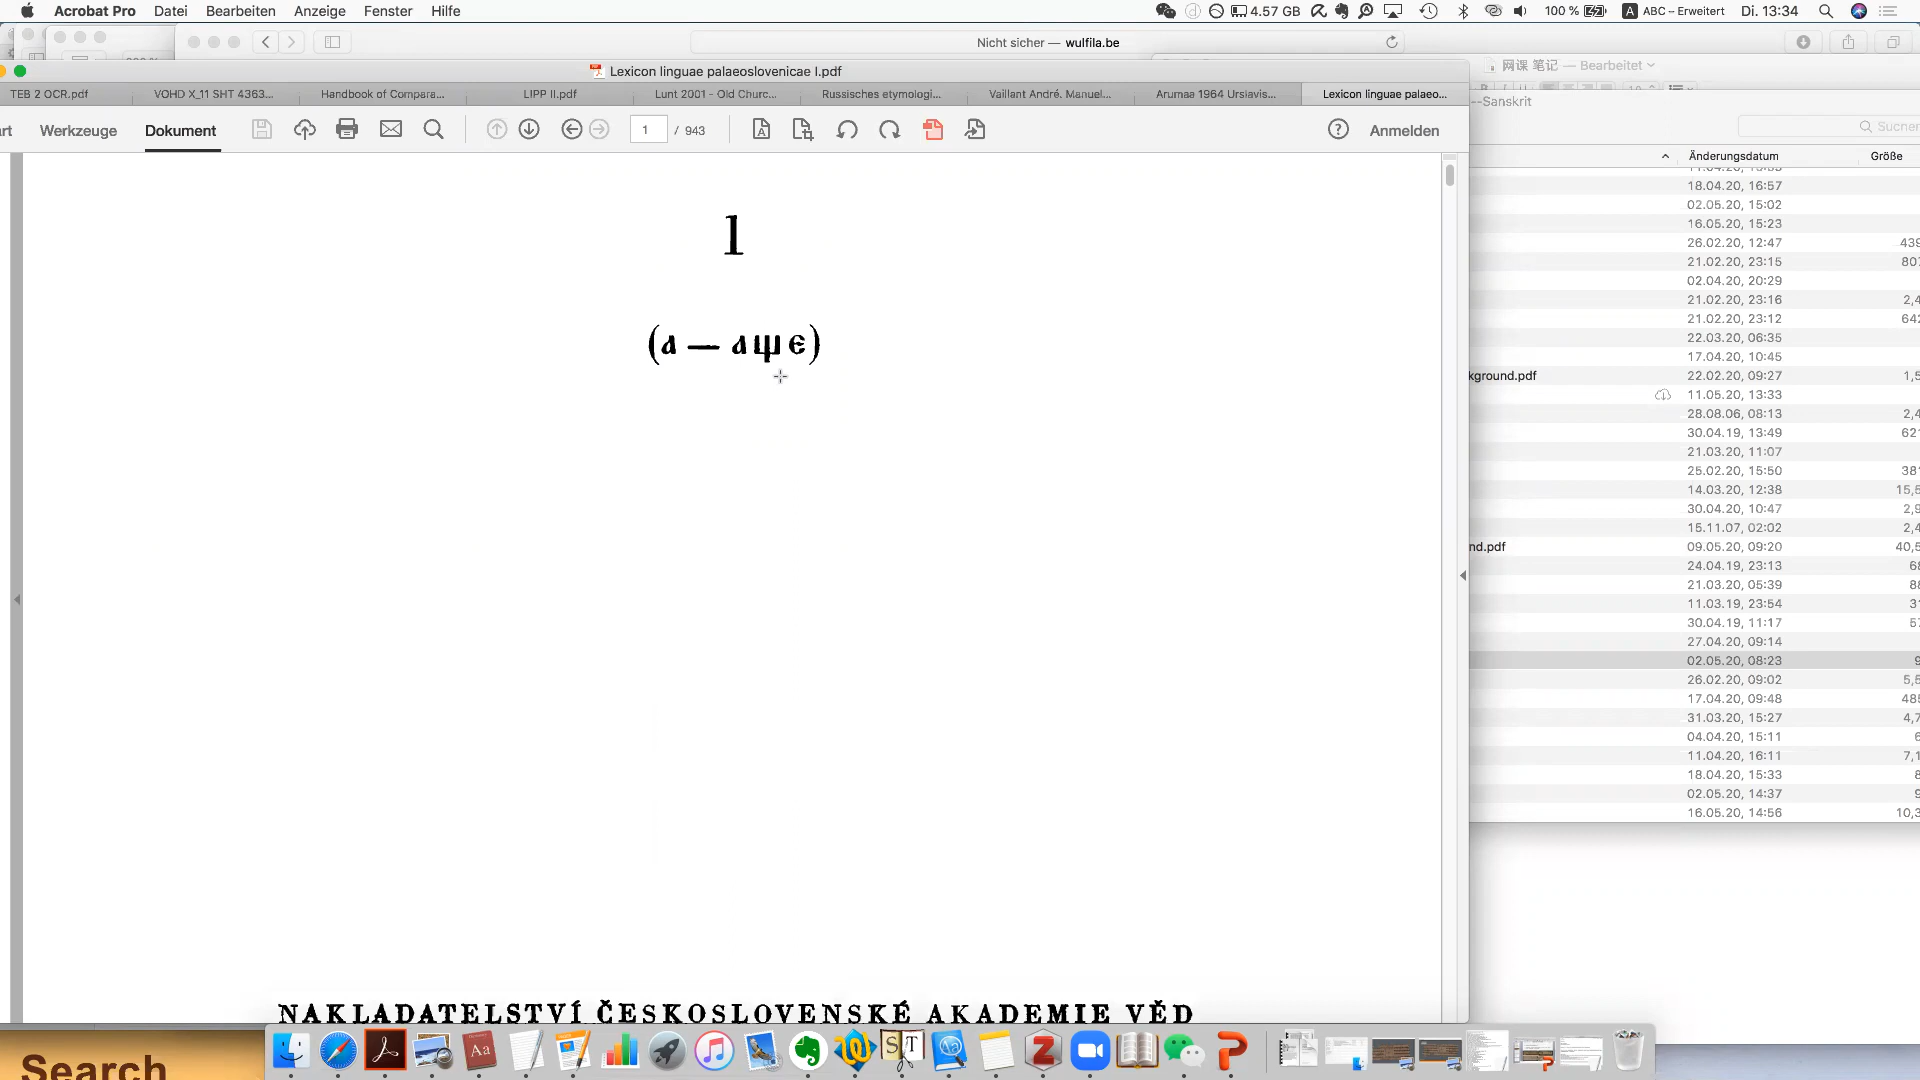 Acrobat Pro Datei Bearbeiten Anzeige Fenster Hilfe 4.57 GB 100 % A ABC – Erweitert Di. 13:34
Nicht sicher — wulfila.be
网课 笔记 — Bearbeitet
Lexicon linguae palaeoslovenicae I.pdf
TEB 2 OCR.pdf VOHD X_11 SHT 4363... Handbook of Compara... LIPP II.pdf Lunt 2001 - Old Churc... Russisches etymologi... Vaillant André. Manuel... Arumaa 1964 Urslavis... Lexicon linguae palaeo...
--Sanskrit
Werkzeuge Dokument 1 / 943 Anmelden
Suchen
Änderungsdatum Größe
18.04.20, 16:57
02.05.20, 15:02
16.05.20, 15:23
26.02.20, 12:47
21.02.20, 23:15
02.04.20, 20:29
21.02.20, 23:16
21.02.20, 23:12
22.03.20, 06:35
17.04.20, 10:45
kground.pdf 22.02.20, 09:27
11.05.20, 13:33
28.08.06, 08:13
30.04.19, 13:49
21.03.20, 11:07
25.02.20, 15:50
14.03.20, 12:38
30.04.20, 10:47
15.11.07, 02:02
nd.pdf 09.05.20, 09:20
24.04.19, 23:13
21.03.20, 05:39
11.03.19, 23:54
30.04.19, 11:17
27.04.20, 09:14
02.05.20, 08:23
26.02.20, 09:02
17.04.20, 09:48
31.03.20, 15:27
04.04.20, 15:11
11.04.20, 16:11
18.04.20, 15:33
02.05.20, 14:37
16.05.20, 14:56
1
(а — ащє)
NAKLADATELSTVÍ ČESKOSLOVENSKÉ AKADEMIE VĚD
Search